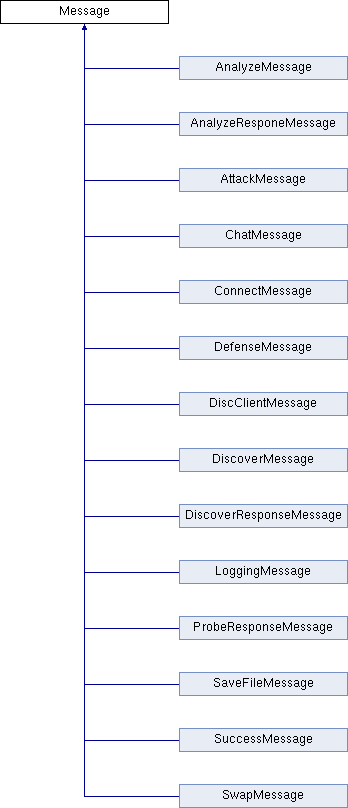 Message
AnalyzeMessage
AnalyzeResponeMessage
AttackMessage
ChatMessage
ConnectMessage
DefenseMessage
DiscClientMessage
DiscoverMessage
DiscoverResponseMessage
LoggingMessage
ProbeResponseMessage
SaveFileMessage
SuccessMessage
SwapMessage